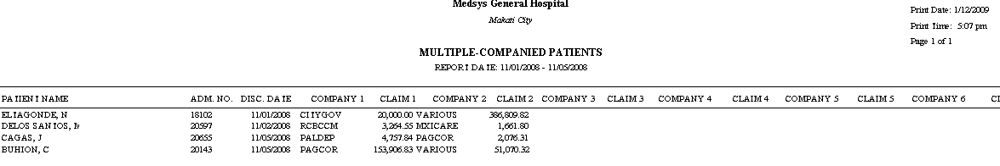 Medsys General Hospital
Makati City
Print Date: 1/12/2009
Print Time: 5:07 pm
Page 1 of 1
MULTIPLE-COMPANIED PATIENTS
REPORT DATE: 11/01/2008 - 11/05/2008
PATIENT NAME ADM. NO. DISC. DATE COMPANY 1 CLAIM 1 COMPANY 2 CLAIM 2 COMPANY 3 CLAIM 3 COMPANY 4 CLAIM 4 COMPANY 5 CLAIM 5 COMPANY 6 CL
ELIAGONDE, N 18102 11/01/2008 CITYGOV 20,000.00 VARIOUS 386,809.82
DELOS SANTOS, M 20597 11/02/2008 RCBCCM 3,264.55 MXICARE 1,661.80
CAGAS, J 20655 11/05/2008 PALDEP 4,757.84 PAGCOR 2,076.31
BUHION, C 20143 11/05/2008 PAGCOR 153,906.83 VARIOUS 51,070.32